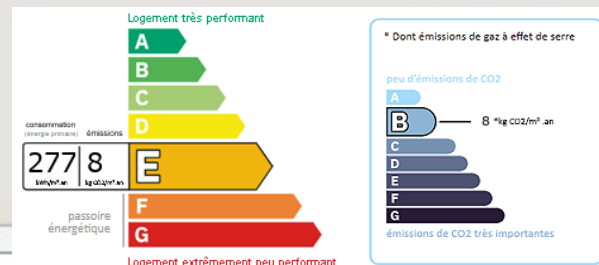 Logement très performant
A
B
C
D
consommation
(énergie primaire)
émissions
277
8
kWh/m².an
kg CO2/m².an
E
F
G
passoire
énergétique
Logement extrêmement peu performant
* Dont émissions de gaz à effet de serre
peu d'émissions de CO2
A
B
8 *kg CO2/m² .an
C
D
E
F
G
émissions de CO2 très importantes